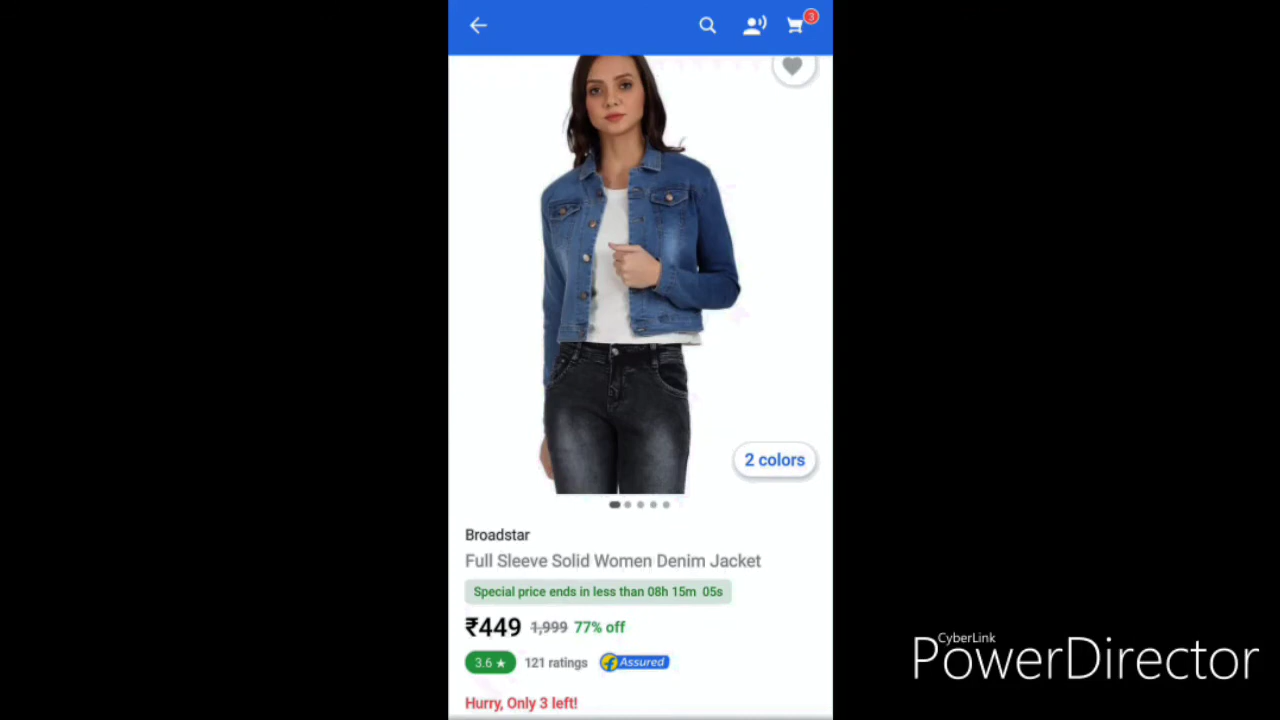 3
2 colors
Broadstar
Full Sleeve Solid Women Denim Jacket
Special price ends in less than 08h 15m 05s
₹449 1,999 77% off
3.6 ★ 121 ratings f Assured
Hurry, Only 3 left!
CyberLink
PowerDirector